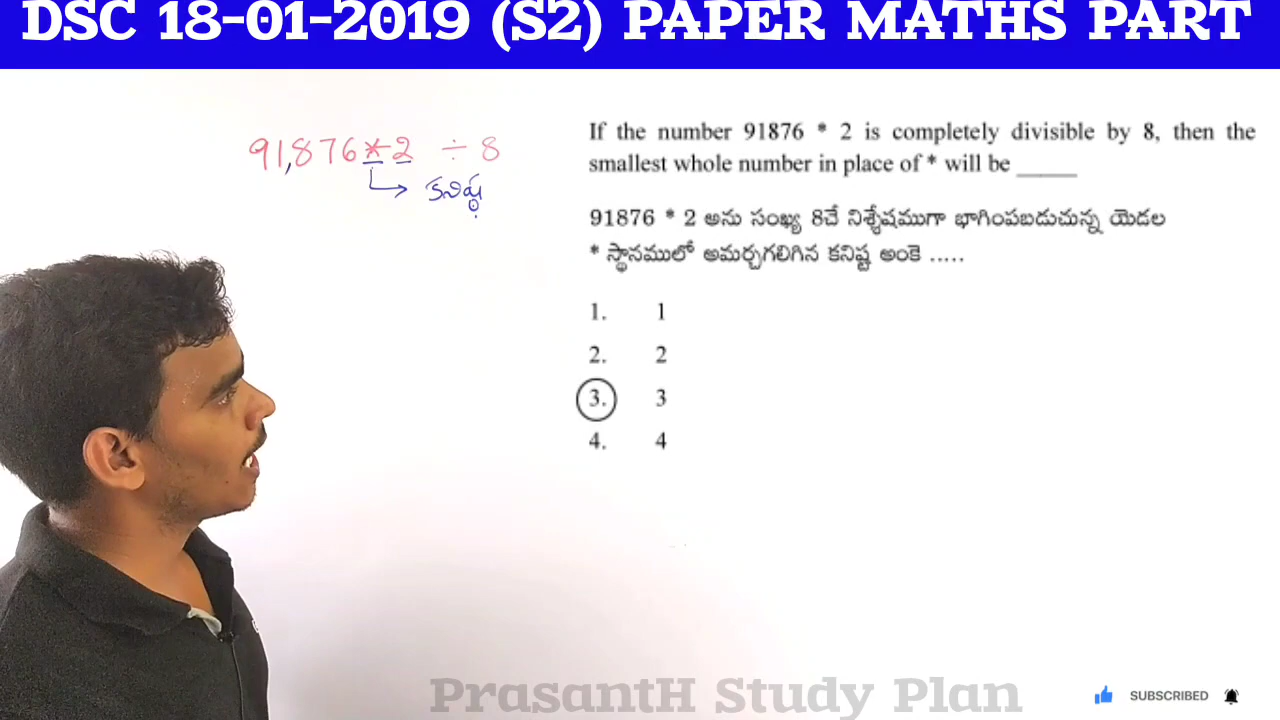 DSC 18-01-2019 (S2) PAPER MATHS PART
91,876*2 ÷ 8
కనిష్ఠ
If the number 91876 * 2 is completely divisible by 8, then the
smallest whole number in place of * will be _____
91876 * 2 అను సంఖ్య 8చే నిశ్శేషముగా భాగింపబడుచున్న యెడల
* స్థానములో అమర్చగలిగిన కనిష్ట అంకె .....
1. 1
2. 2
3. 3
4. 4
PrasantH Study Plan
SUBSCRIBED